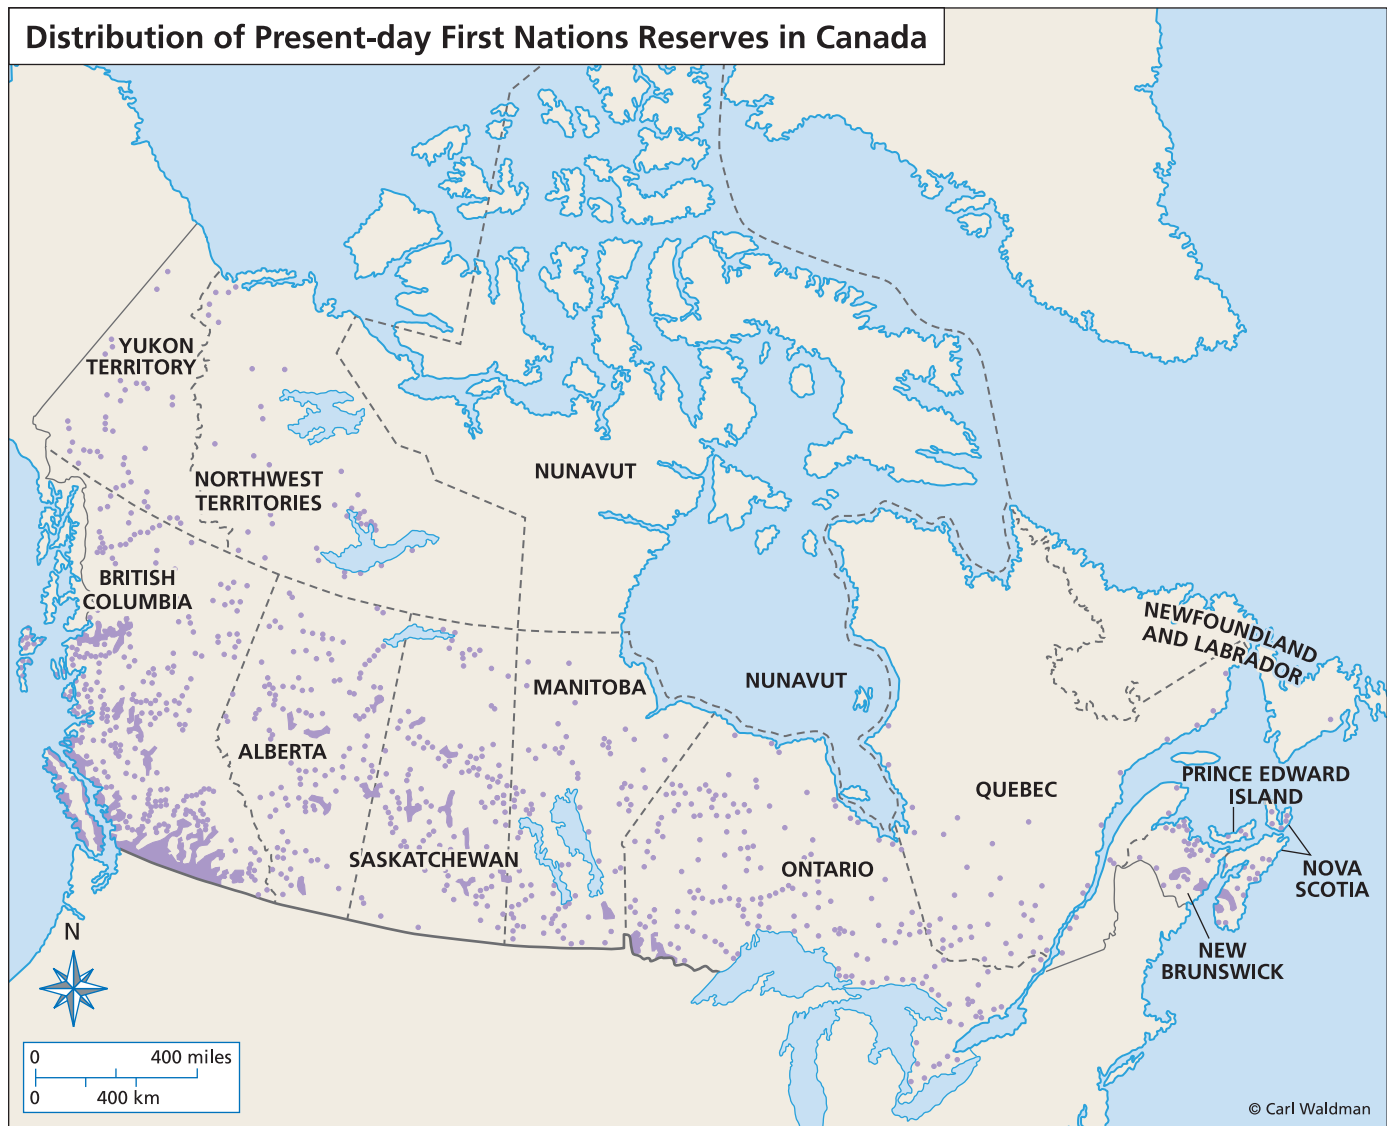 Distribution of Present-day First Nations Reserves in Canada
YUKON
TERRITORY
NORTHWEST
TERRITORIES
NUNAVUT
BRITISH
COLUMBIA
NEWFOUNDLAND
AND LABRADOR
MANITOBA
NUNAVUT
ALBERTA
QUEBEC
PRINCE EDWARD
ISLAND
SASKATCHEWAN
ONTARIO
NOVA
SCOTIA
N
NEW
BRUNSWICK
0 400 miles
0 400 km
© Carl Waldman